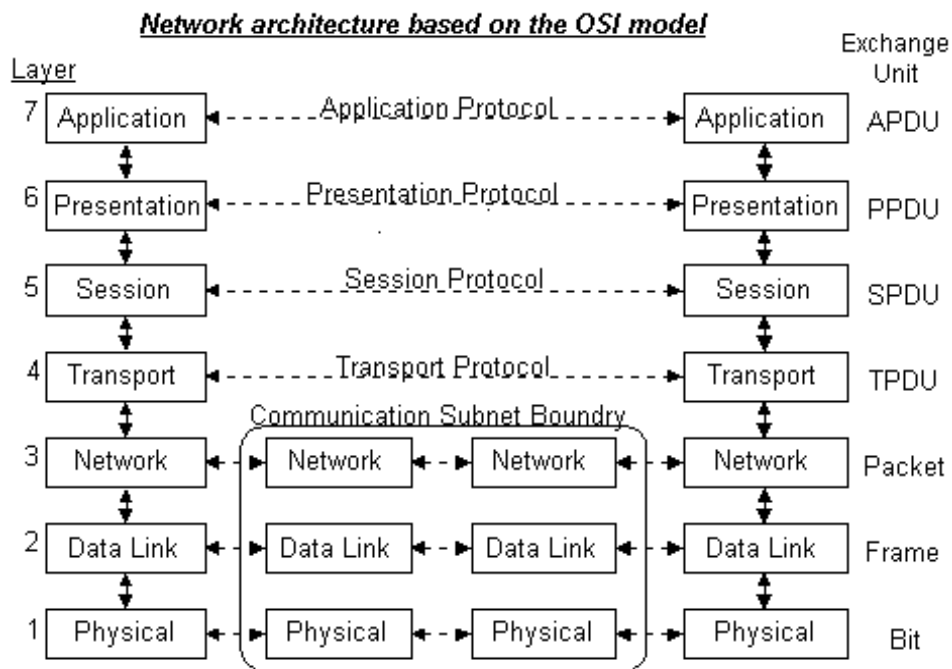 Network architecture based on the OSI model
Exchange
Unit
Layer
7 Application Application Protocol Application APDU
6 Presentation Presentation Protocol Presentation PPDU
5 Session Session Protocol Session SPDU
4 Transport Transport Protocol Transport TPDU
Communication Subnet Boundry
3 Network Network Network Network Packet
2 Data Link Data Link Data Link Data Link Frame
1 Physical Physical Physical Physical Bit